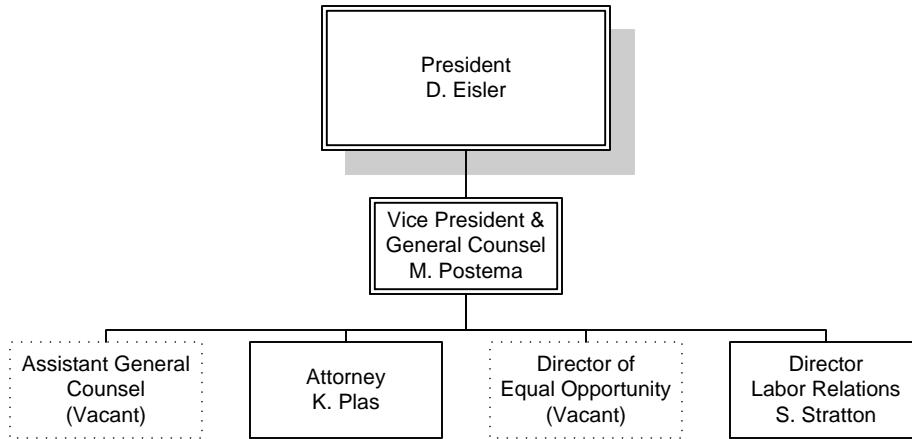 President
D. Eisler
Vice President &
General Counsel
M. Postema
Assistant General
Counsel
(Vacant)
Attorney
K. Plas
Director of
Equal Opportunity
(Vacant)
Director
Labor Relations
S. Stratton